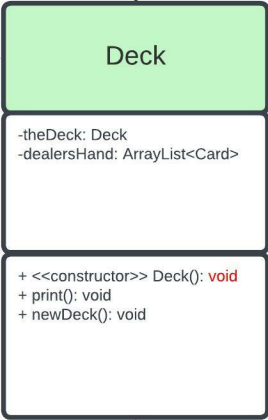 Deck
-theDeck: Deck
-dealersHand: ArrayList<Card>
+ <<constructor>> Deck(): void
+ print(): void
+ newDeck(): void